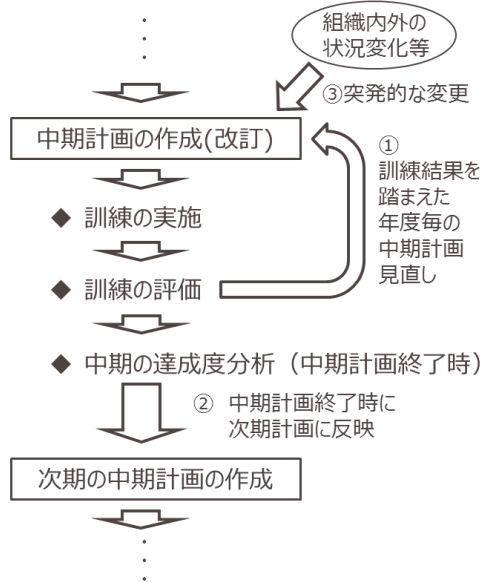 組織内外の
状況変化等
③突発的な変更
中期計画の作成(改訂)
①
訓練結果を
踏まえた
年度毎の
中期計画
見直し
◆ 訓練の実施
◆ 訓練の評価
◆ 中期の達成度分析（中期計画終了時）
② 中期計画終了時に
次期計画に反映
次期の中期計画の作成